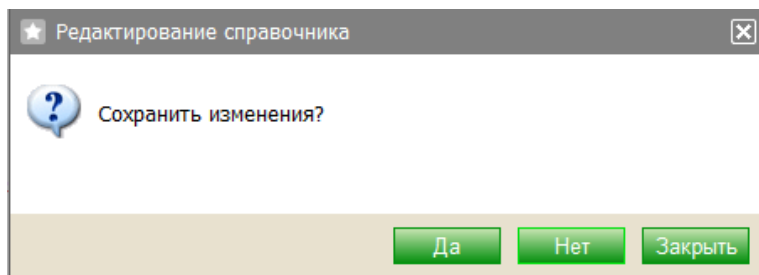 Редактирование справочника
Сохранить изменения?
Да
Нет
Закрыть